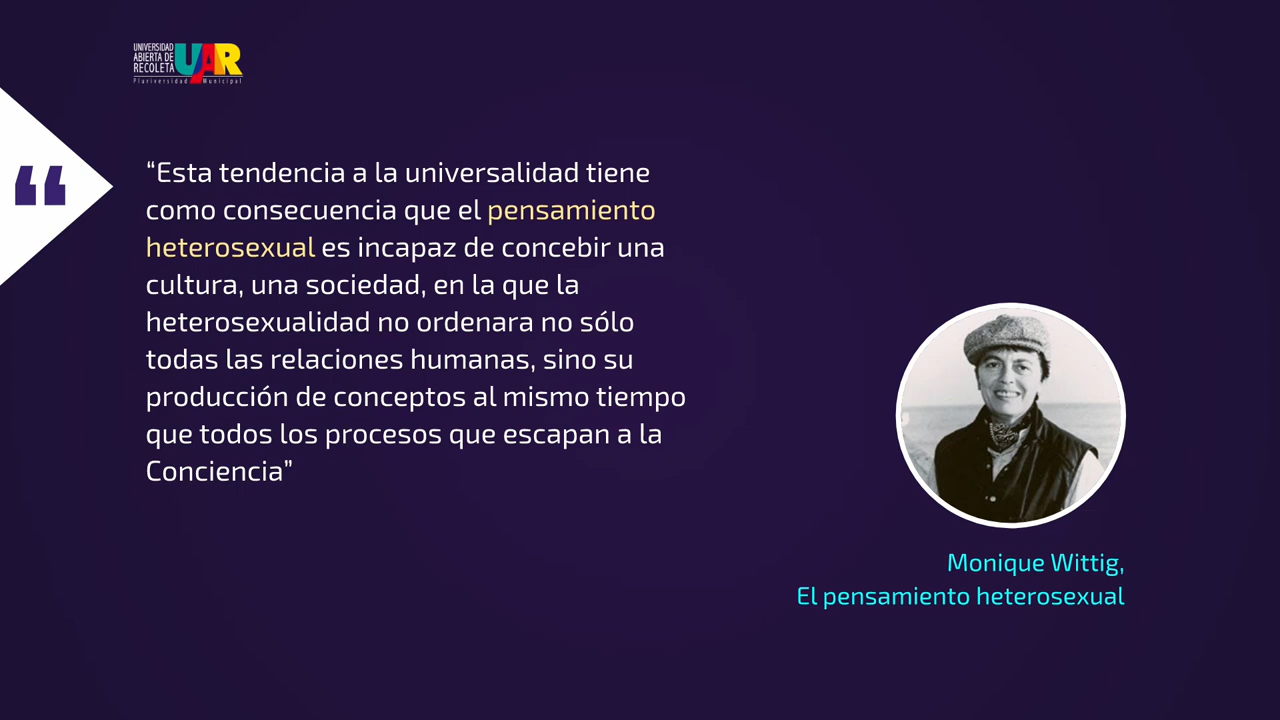 UNIVERSIDAD
ABIERTA DE
RECOLETA
UAR
Pluriversidad Municipal
“
“Esta tendencia a la universalidad tiene
como consecuencia que el pensamiento
heterosexual es incapaz de concebir una
cultura, una sociedad, en la que la
heterosexualidad no ordenara no sólo
todas las relaciones humanas, sino su
producción de conceptos al mismo tiempo
que todos los procesos que escapan a la
Conciencia”
Monique Wittig,
El pensamiento heterosexual